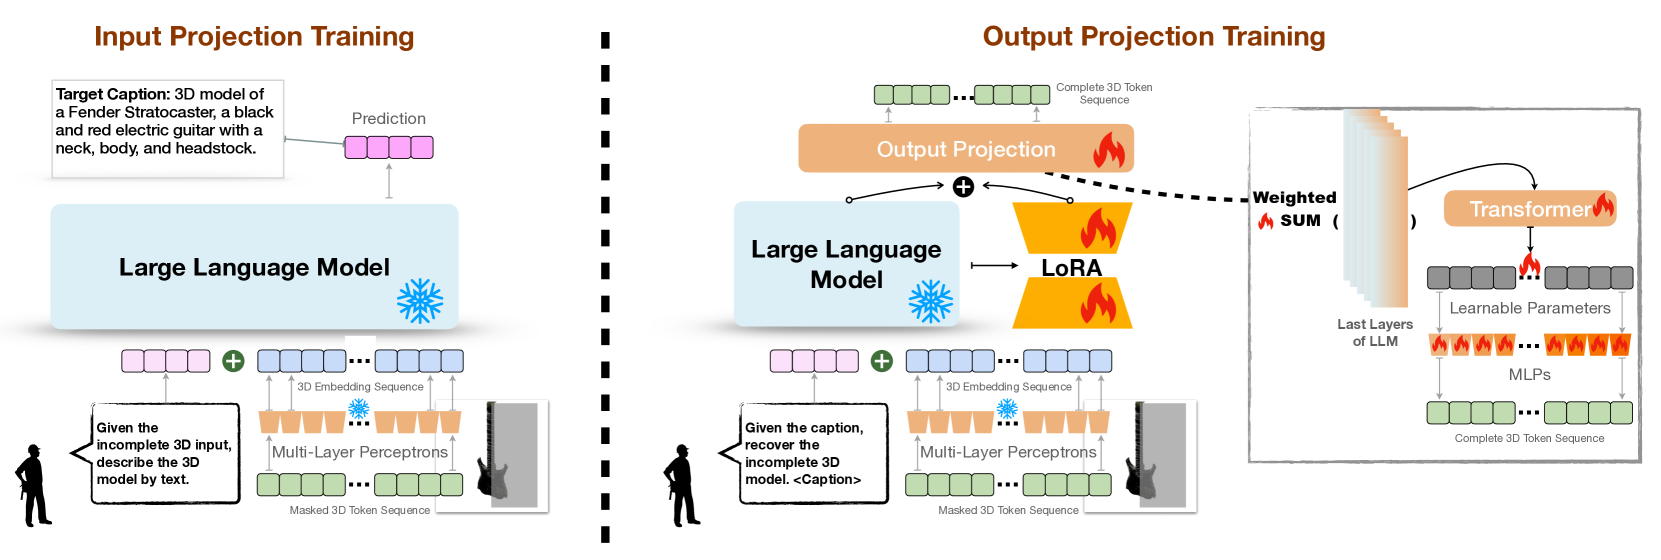 Input Projection Training
Target Caption: 3D model of
a Fender Stratocaster, a black
and red electric guitar with a
neck, body, and headstock.
Prediction
Large Language Model
3D Embedding Sequence
Multi-Layer Perceptrons
Masked 3D Token Sequence
Given the
incomplete 3D input,
describe the 3D
model by text.
Output Projection Training
Complete 3D Token
Sequence
Output Projection
Large Language
Model
LoRA
3D Embedding Sequence
Multi-Layer Perceptrons
Masked 3D Token Sequence
Given the caption,
recover the
incomplete 3D
model. <Caption>
Weighted
SUM ( )
Last Layers
of LLM
Transformer
Learnable Parameters
MLPs
Complete 3D Token Sequence